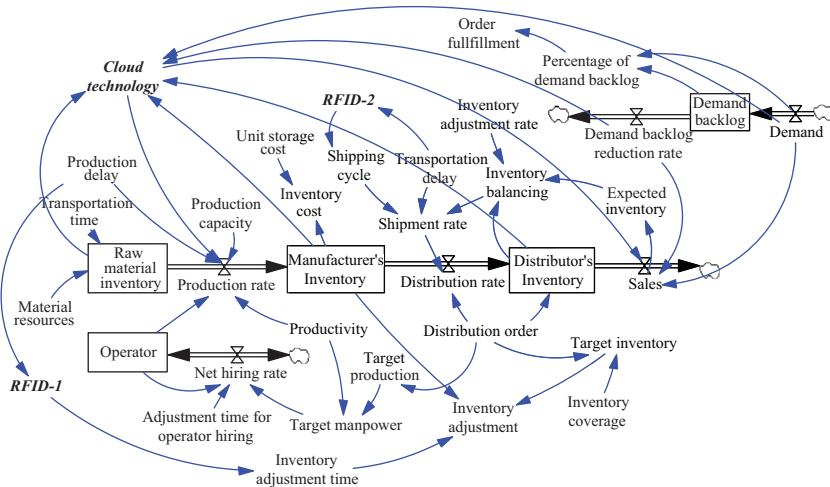 Order
fullfillment
Percentage of
demand backlog
Cloud
technology
RFID-2
Inventory
adjustment rate
Demand
backlog
Demand
Demand backlog
reduction rate
Unit storage
cost
Shipping
cycle
Transportation
delay
Inventory
balancing
Production
delay
Transportation
time
Production
capacity
Inventory
cost
Shipment rate
Expected
inventory
Raw
material
inventory
Production rate
Manufacturer's
Inventory
Distribution rate
Distributor's
Inventory
Sales
Material
resources
Productivity
Distribution order
Operator
Net hiring rate
Target
production
Target inventory
RFID-1
Adjustment time for
operator hiring
Target manpower
Inventory
adjustment
Inventory
coverage
Inventory
adjustment time